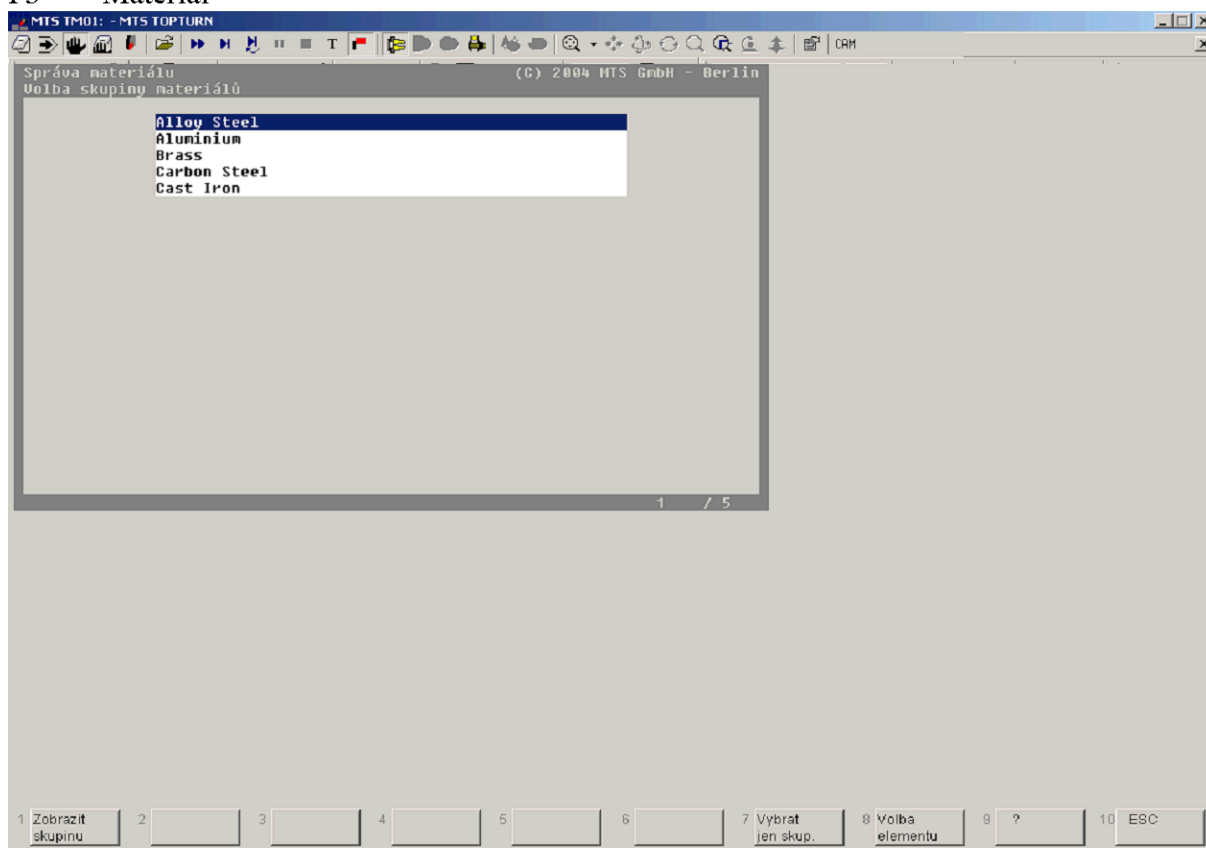 MTS TM01: - MTS TOPTURN
T CAM
Správa materiálu (C) 2004 MTS GmbH - Berlin
Volba skupiny materiálů
Alloy Steel
Aluminium
Brass
Carbon Steel
Cast Iron
1 / 5
1 Zobrazit skupinu
2
3
4
5
6
7 Vybrat jen skup.
8 Volba elementu
9 ?
10 ESC